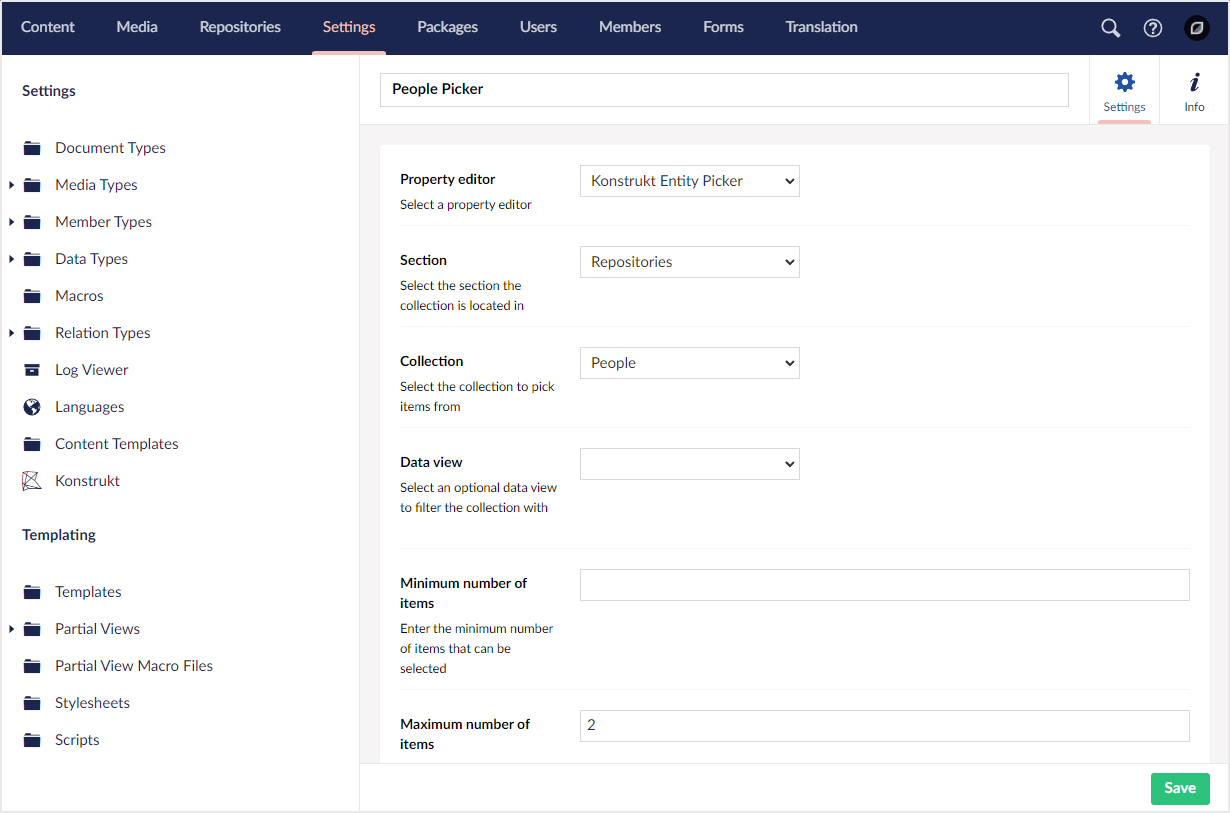 Content Media Repositories Settings Packages Users Members Forms Translation
Settings
Document Types
Media Types
Member Types
Data Types
Macros
Relation Types
Log Viewer
Languages
Content Templates
Konstrukt
Templating
Templates
Partial Views
Partial View Macro Files
Stylesheets
Scripts
People Picker
Settings
Info
Property editor
Select a property editor
Konstrukt Entity Picker
Section
Select the section the
collection is located in
Repositories
Collection
Select the collection to pick
items from
People
Data view
Select an optional data view
to filter the collection with
Minimum number of
items
Enter the minimum number
of items that can be
selected
Maximum number of
items
2
Save